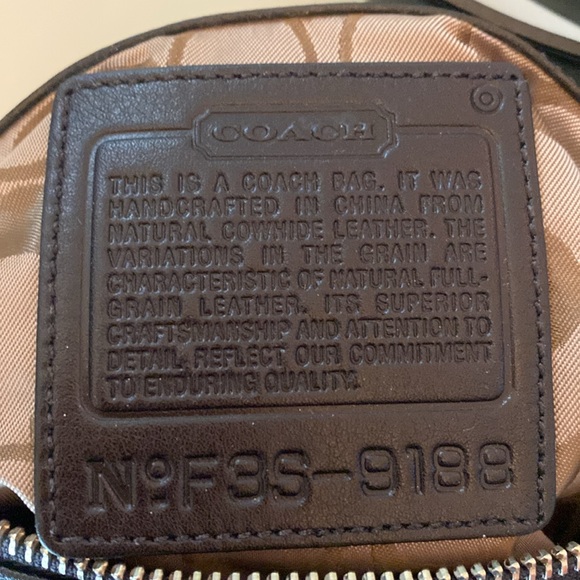 COACH
THIS IS A COACH BAG. IT WAS
HANDCRAFTED IN CHINA FROM
NATURAL COWHIDE LEATHER. THE
VARIATIONS IN THE GRAIN ARE
CHARACTERISTIC OF NATURAL FULL-
GRAIN LEATHER. ITS SUPERIOR
CRAFTSMANSHIP AND ATTENTION TO
DETAIL REFLECT OUR COMMITMENT
TO ENDURING QUALITY.
NºF3S-9188